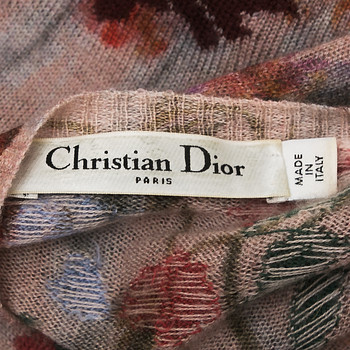 Christian Dior
PARIS
MADE
IN
ITALY